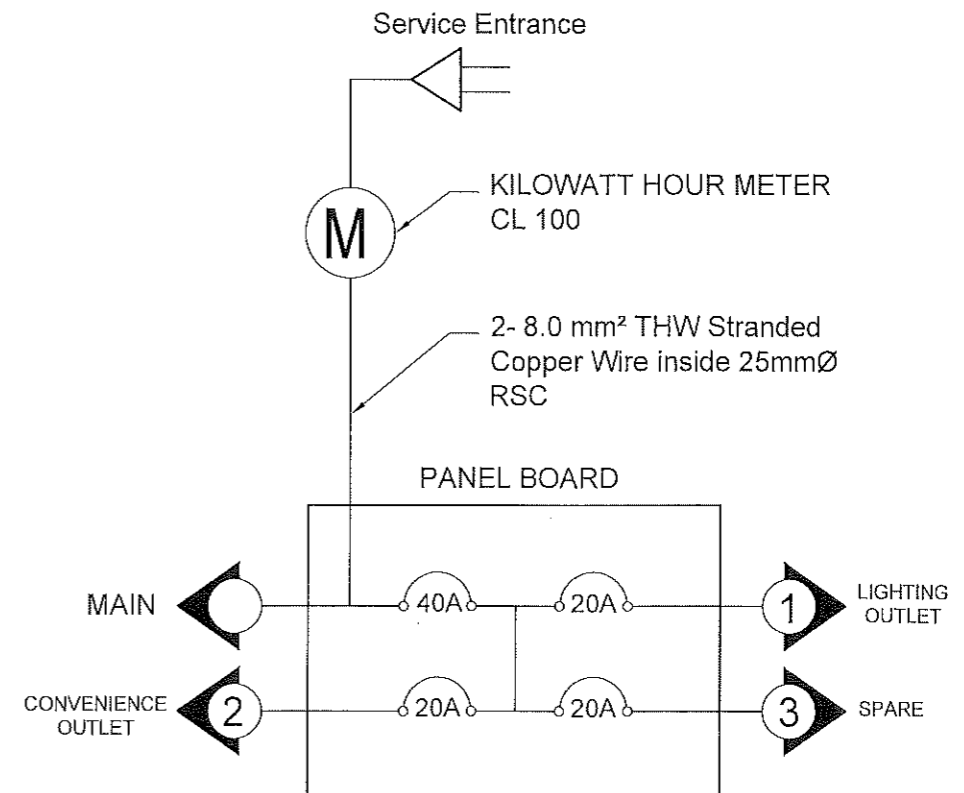 Service Entrance
M
KILOWATT HOUR METER
CL 100
2- 8.0 mm² THW Stranded
Copper Wire inside 25mmØ
RSC
PANEL BOARD
MAIN
40A
20A
1
LIGHTING
OUTLET
CONVENIENCE
OUTLET
2
20A
20A
3
SPARE